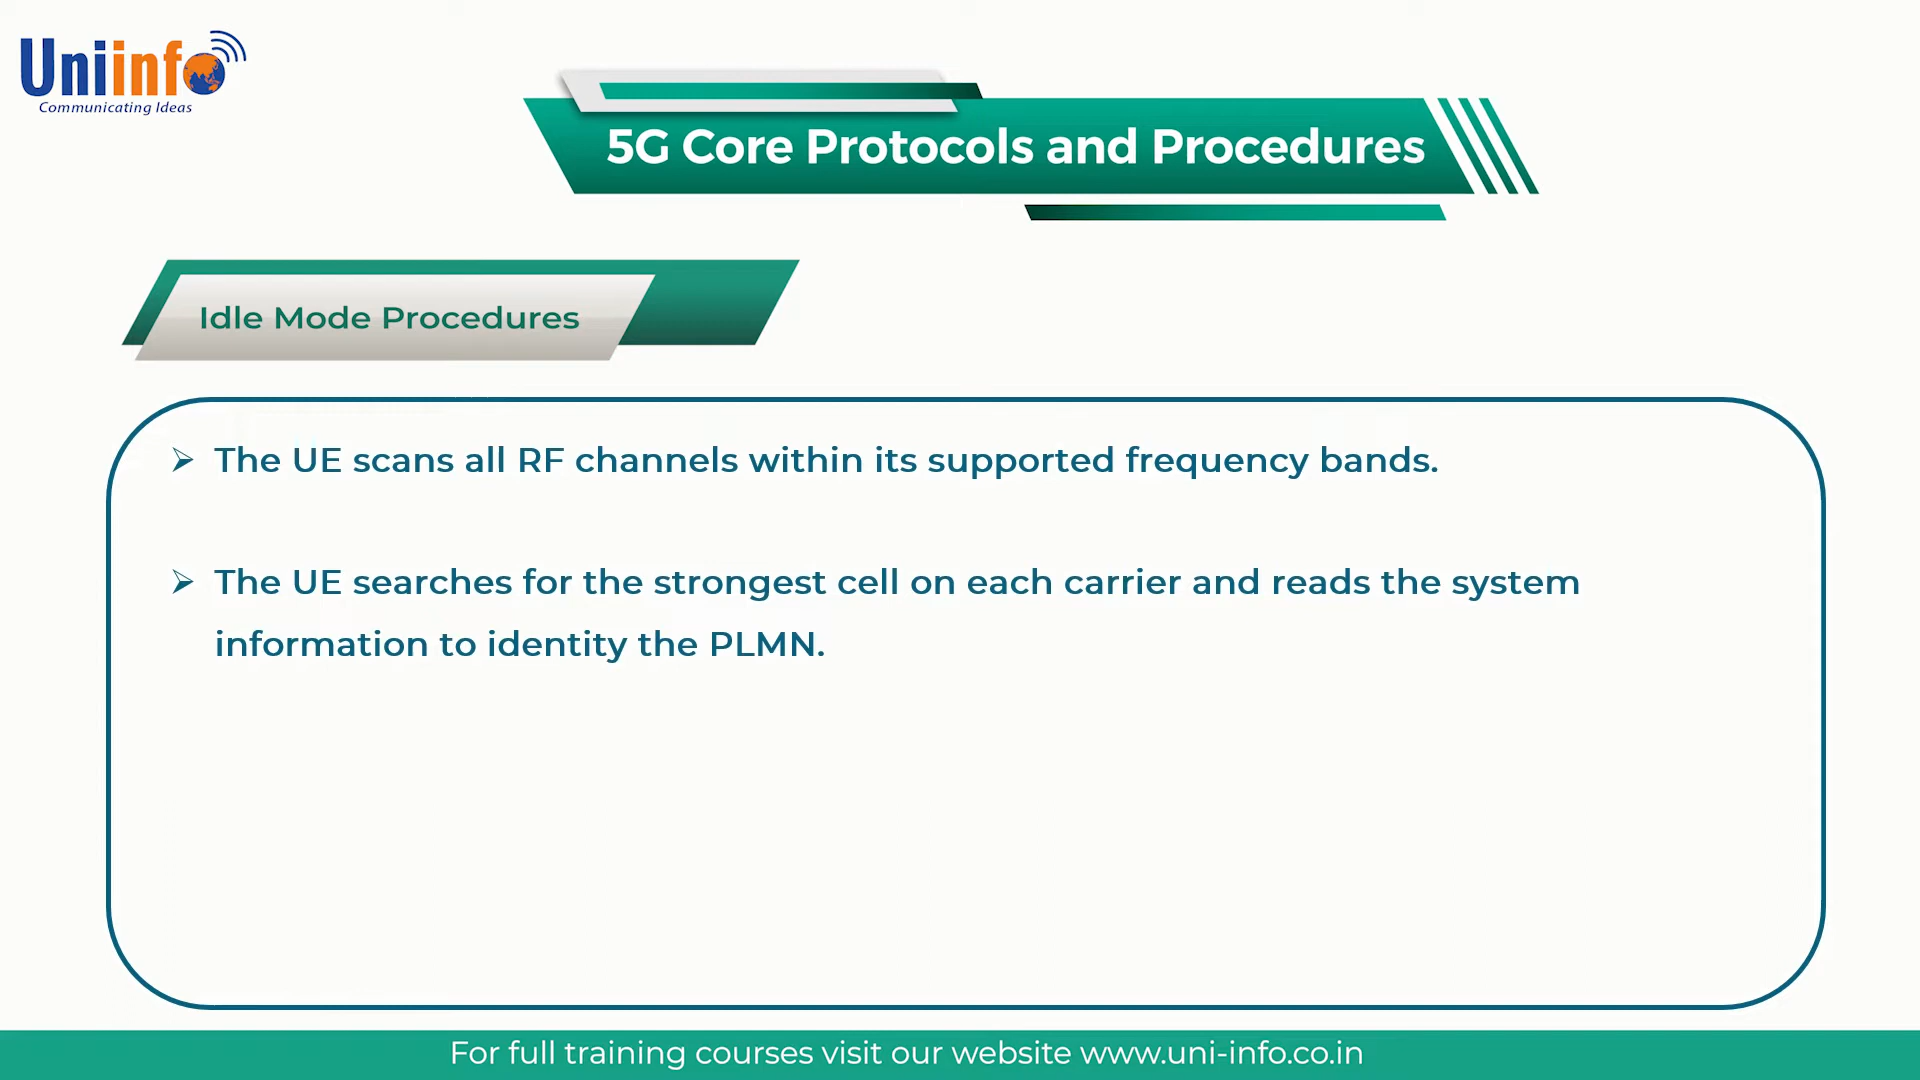 Uniinfo
Communicating Ideas
5G Core Protocols and Procedures
Idle Mode Procedures
➢ The UE scans all RF channels within its supported frequency bands.
➢ The UE searches for the strongest cell on each carrier and reads the system
information to identity the PLMN.
For full training courses visit our website www.uni-info.co.in